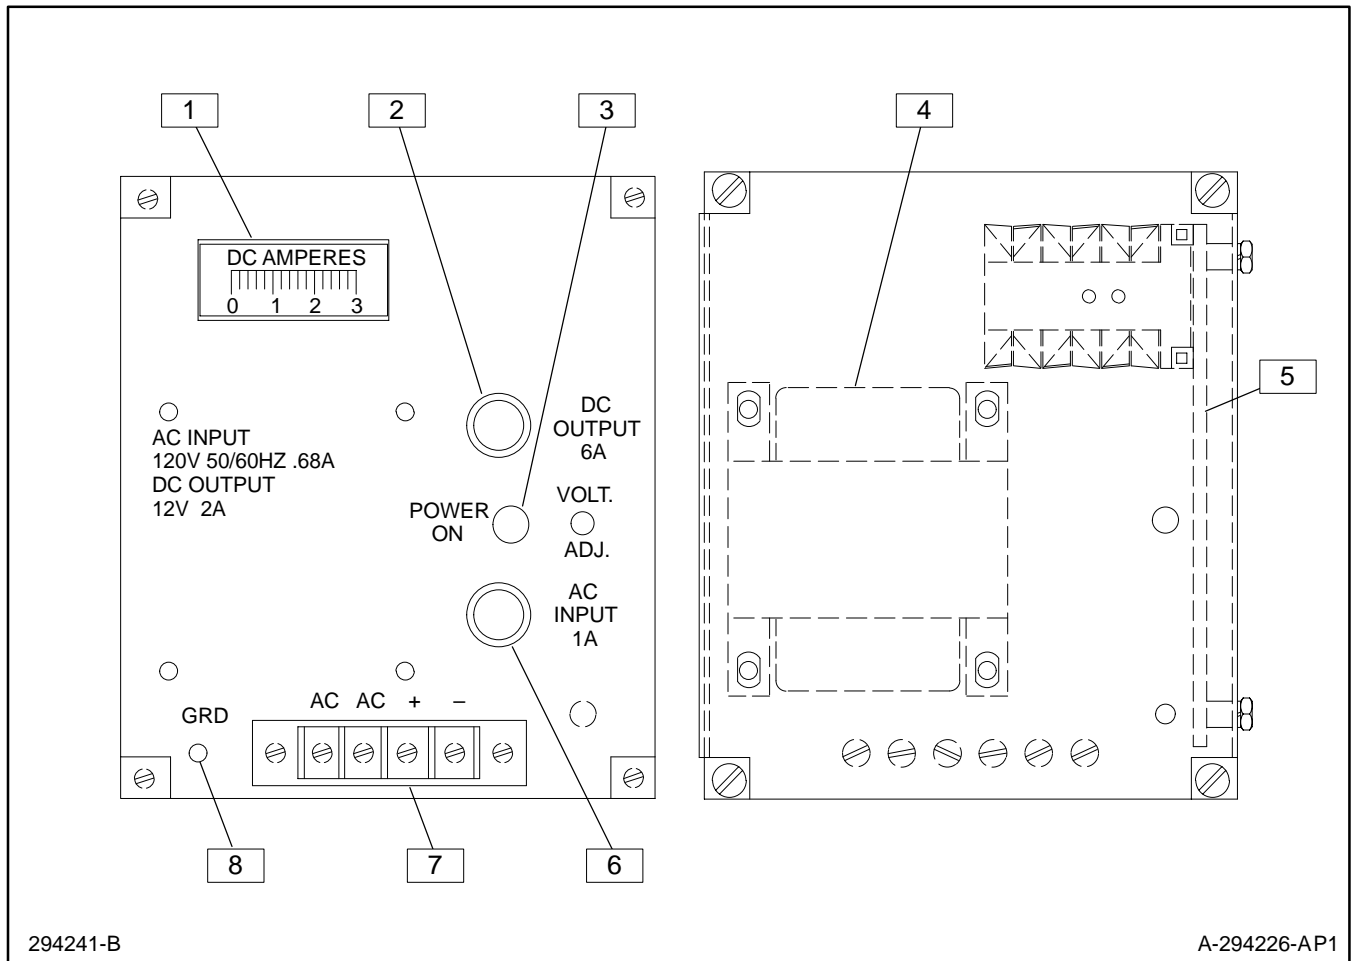 1
2
3
4
DC AMPERES
0 1 2 3
5
DC
OUTPUT
6A
AC INPUT
120V 50/60HZ .68A
DC OUTPUT
12V 2A
POWER
ON
VOLT.
ADJ.
AC
INPUT
1A
GRD
AC AC + –
8
7
6
294241-B
A-294226-AP1